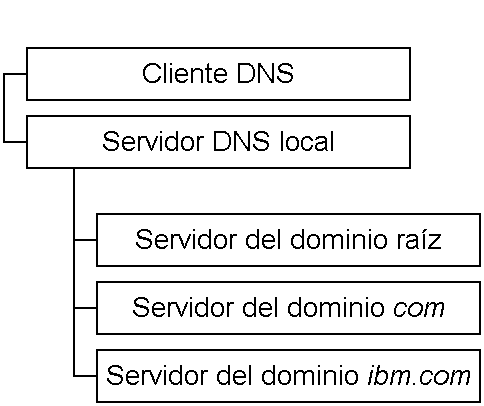 Cliente DNS
Servidor DNS local
Servidor del dominio raíz
Servidor del dominio com
Servidor del dominio ibm.com